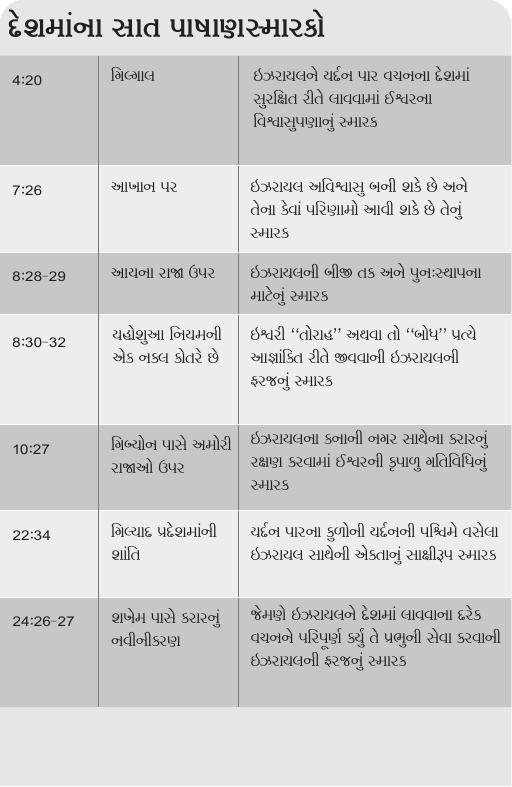 દેશમાંના સાત પાષાણસ્મારકો
4:20
ગિલ્ગાલ
ઇઝરાયલને યર્દન પાર વચનના દેશમાં
સુરક્ષિત રીતે લાવવામાં ઈશ્વરના
વિશ્વાસુપણાનું સ્મારક
7:26
આખાન પર
ઇઝરાયલ અવિશ્વાસુ બની શકે છે અને
તેના કેવાં પરિણામો આવી શકે છે તેનું
સ્મારક
8:28-29
આયના રાજા ઉપર
ઇઝરાયલની બીજી તક અને પુનઃસ્થાપના
માટેનું સ્મારક
8:30-32
યહોશુઆ નિયમની
એક નકલ કોતરે છે
ઈશ્વરી “તોરાહ” અથવા તો “બોધ” પ્રત્યે
આજ્ઞાંકિત રીતે જીવવાની ઇઝરાયલની
ફરજનું સ્મારક
10:27
ગિબ્યોન પાસે અમોરી
રાજાઓ ઉપર
ઇઝરાયલના કનાની નગર સાથેના કરારનું
રક્ષણ કરવામાં ઈશ્વરની કૃપાળુ ગતિવિધિનું
સ્મારક
22:34
ગિલ્યાદ પ્રદેશમાંની
શાંતિ
યર્દન પારના કુળોની યર્દનની પશ્ચિમે વસેલા
ઇઝરાયલ સાથેની એકતાનું સાક્ષીરૂપ સ્મારક
24:26-27
શખેમ પાસે કરારનું
નવીનીકરણ
જેમણે ઇઝરાયલને દેશમાં લાવવાના દરેક
વચનને પરિપૂર્ણ કર્યું તે પ્રભુની સેવા કરવાની
ઇઝરાયલની ફરજનું સ્મારક